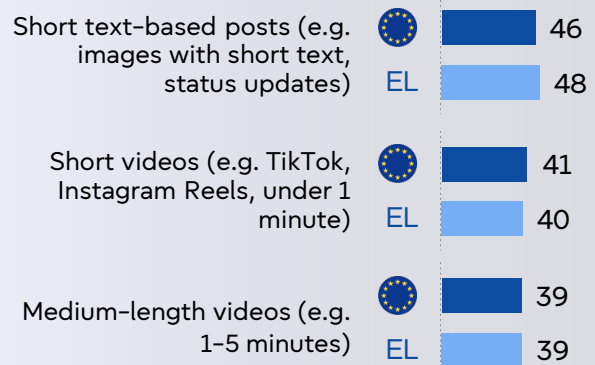 Short text-based posts (e.g.
images with short text,
status updates)
46
EL
48
Short videos (e.g. TikTok,
Instagram Reels, under 1
minute)
41
EL
40
Medium-length videos (e.g.
1-5 minutes)
39
EL
39